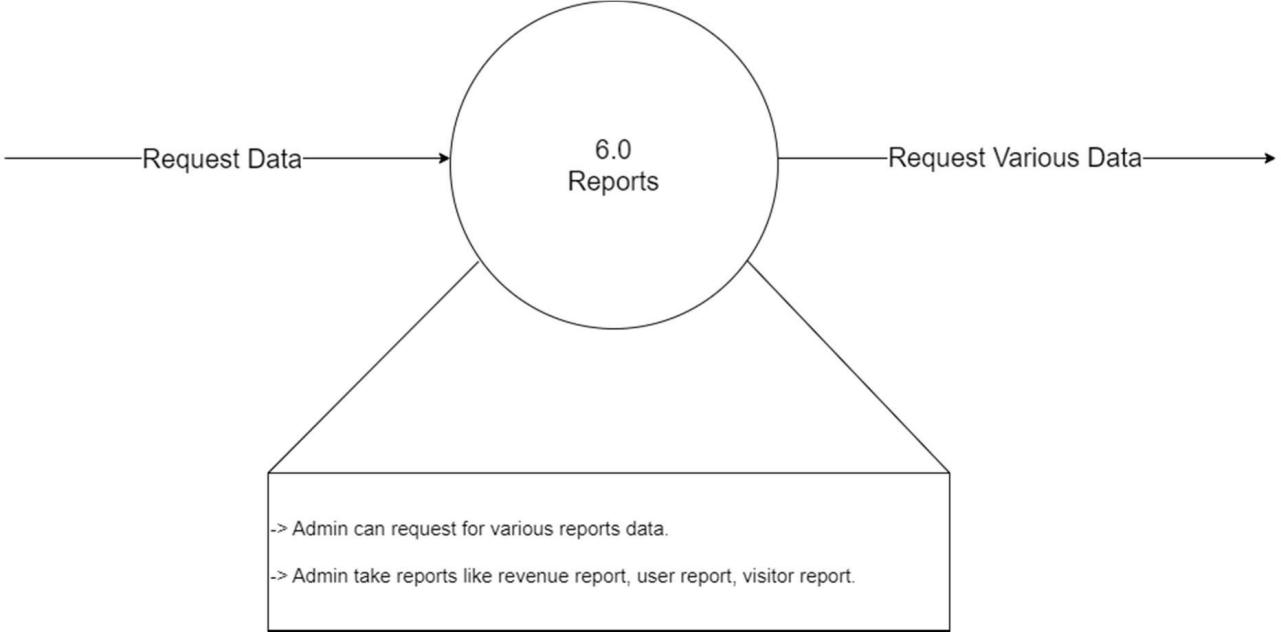 Request Data
6.0
Reports
Request Various Data
-> Admin can request for various reports data.
-> Admin take reports like revenue report, user report, visitor report.